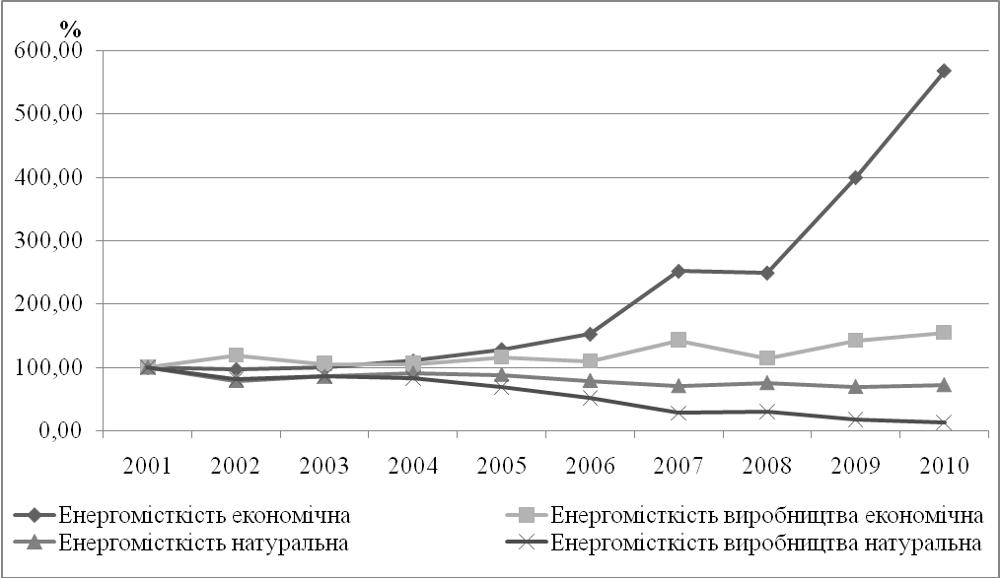 %
600,00
500,00
400,00
300,00
200,00
100,00
0,00
2001 2002 2003 2004 2005 2006 2007 2008 2009 2010
Енергомісткість економічна Енергомісткість виробництва економічна
Енергомісткість натуральна Енергомісткість виробництва натуральна